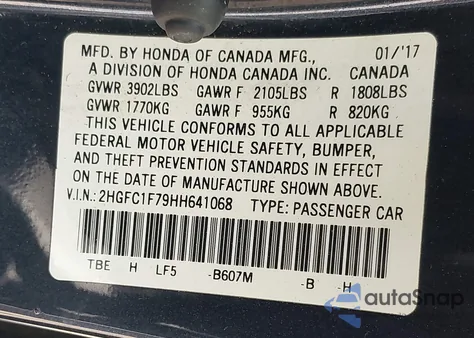 MFD. BY HONDA OF CANADA MFG., 01/'17
A DIVISION OF HONDA CANADA INC. CANADA
GVWR 3902LBS GAWR F 2105LBS R 1808LBS
GVWR 1770KG GAWR F 955KG R 820KG
THIS VEHICLE CONFORMS TO ALL APPLICABLE
FEDERAL MOTOR VEHICLE SAFETY, BUMPER,
AND THEFT PREVENTION STANDARDS IN EFFECT
ON THE DATE OF MANUFACTURE SHOWN ABOVE.
V.I.N.: 2HGFC1F79HH641068 TYPE: PASSENGER CAR
TBE H LF5 -B607M -B -H
autoSnap